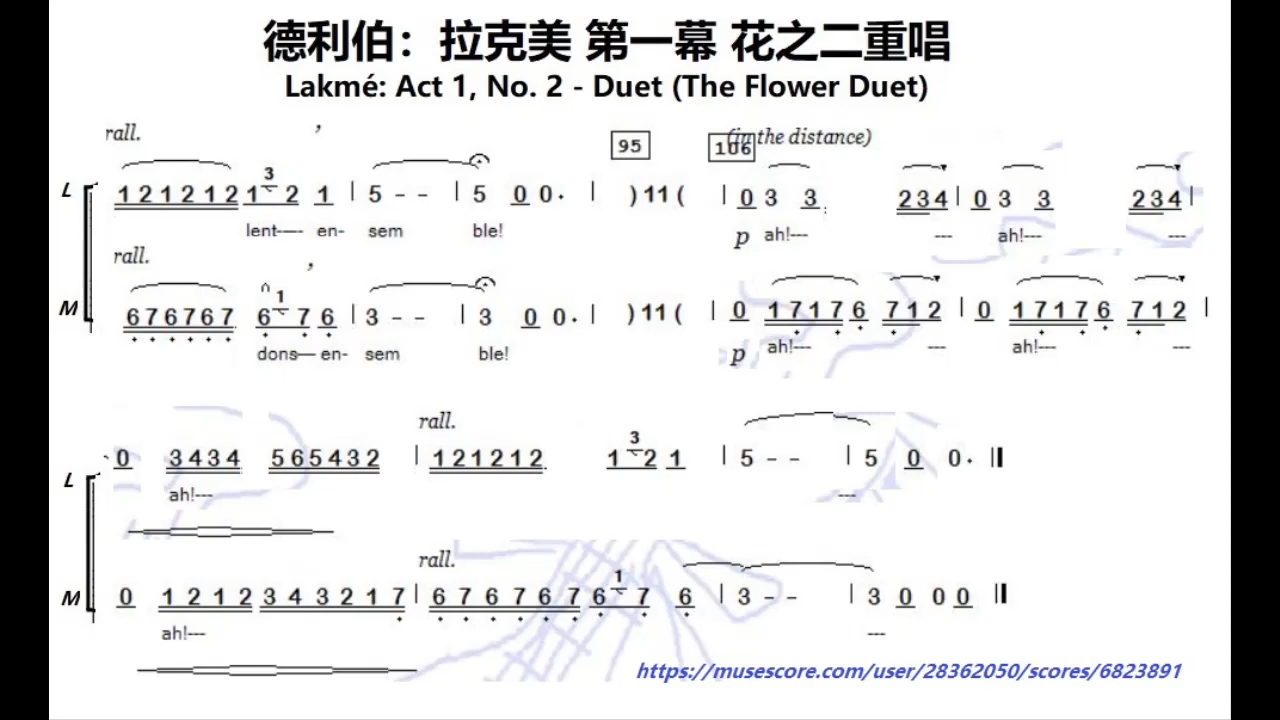 德利伯：拉克美 第一幕 花之二重唱
Lakmé: Act 1, No. 2 - Duet (The Flower Duet)
rall. , 95 106 (in the distance)
L 1 2 1 2 1 2 1 3 2 1 | 5 - - | 5 0 0 . | ) 11 ( | 0 3 3 2 3 4 | 0 3 3 2 3 4 |
lent---- en- sem ble! p ah!--- --- ah!--- ---
rall. ,
M 6 7 6 7 6 7 6 1 7 6 | 3 - - | 3 0 0 . | ) 11 ( | 0 1 7 1 7 6 7 1 2 | 0 1 7 1 7 6 7 1 2 |
dons— en- sem ble! p ah!--- --- ah!--- ---
rall.
L 0 3 4 3 4 5 6 5 4 3 2 | 1 2 1 2 1 2 1 3 2 1 | 5 - - | 5 0 0 . ||
ah!--- ---
rall.
M 0 1 2 1 2 3 4 3 2 1 7 | 6 7 6 7 6 7 6 1 7 6 | 3 - - | 3 0 0 0 ||
ah!--- ---
https://musescore.com/user/28362050/scores/6823891